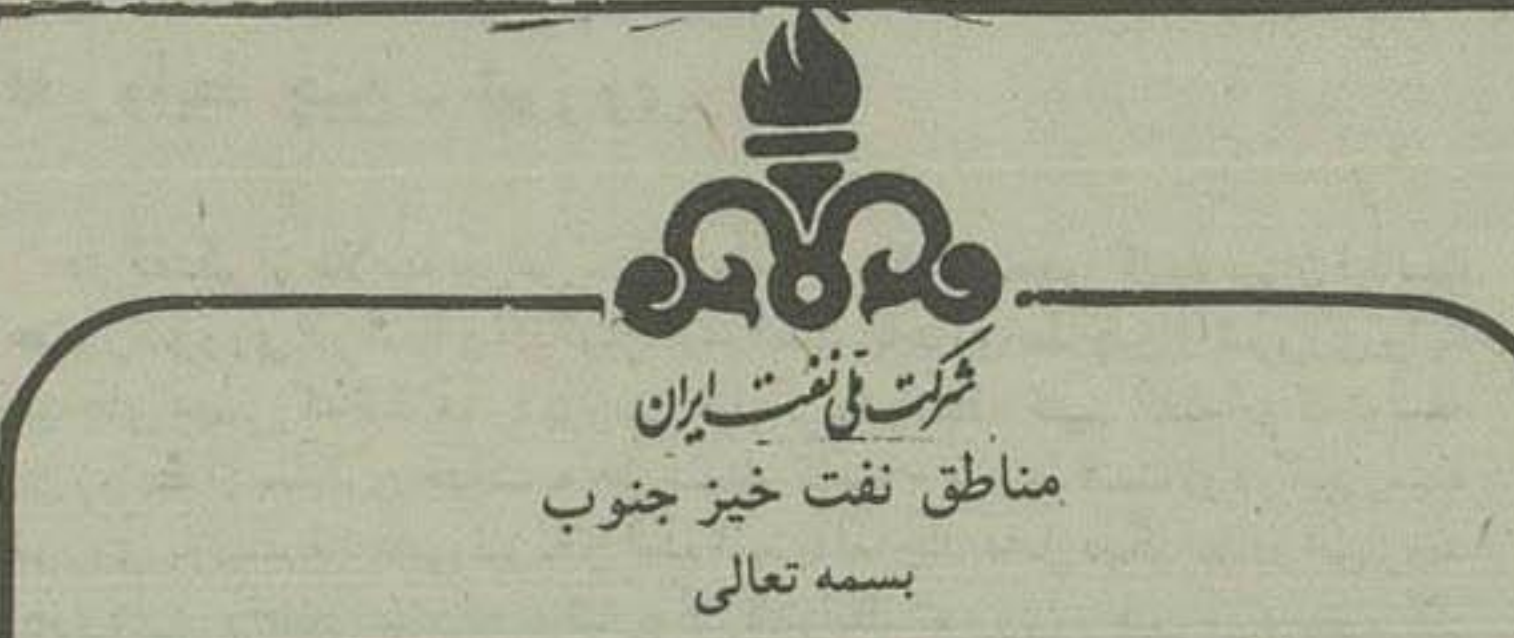 شرکت ملی نفت ایران
مناطق نفت خیز جنوب
بسمه تعالی